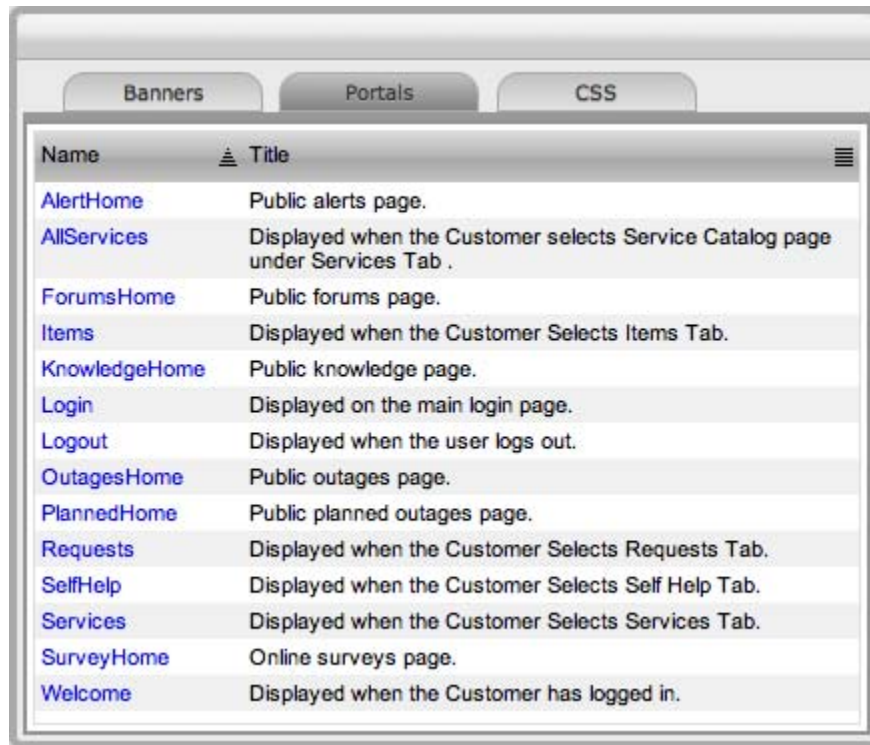 Banners Portals CSS
Name Title
AlertHome Public alerts page.
AllServices Displayed when the Customer selects Service Catalog page
under Services Tab .
ForumsHome Public forums page.
Items Displayed when the Customer Selects Items Tab.
KnowledgeHome Public knowledge page.
Login Displayed on the main login page.
Logout Displayed when the user logs out.
OutagesHome Public outages page.
PlannedHome Public planned outages page.
Requests Displayed when the Customer Selects Requests Tab.
SelfHelp Displayed when the Customer Selects Self Help Tab.
Services Displayed when the Customer Selects Services Tab.
SurveyHome Online surveys page.
Welcome Displayed when the Customer has logged in.